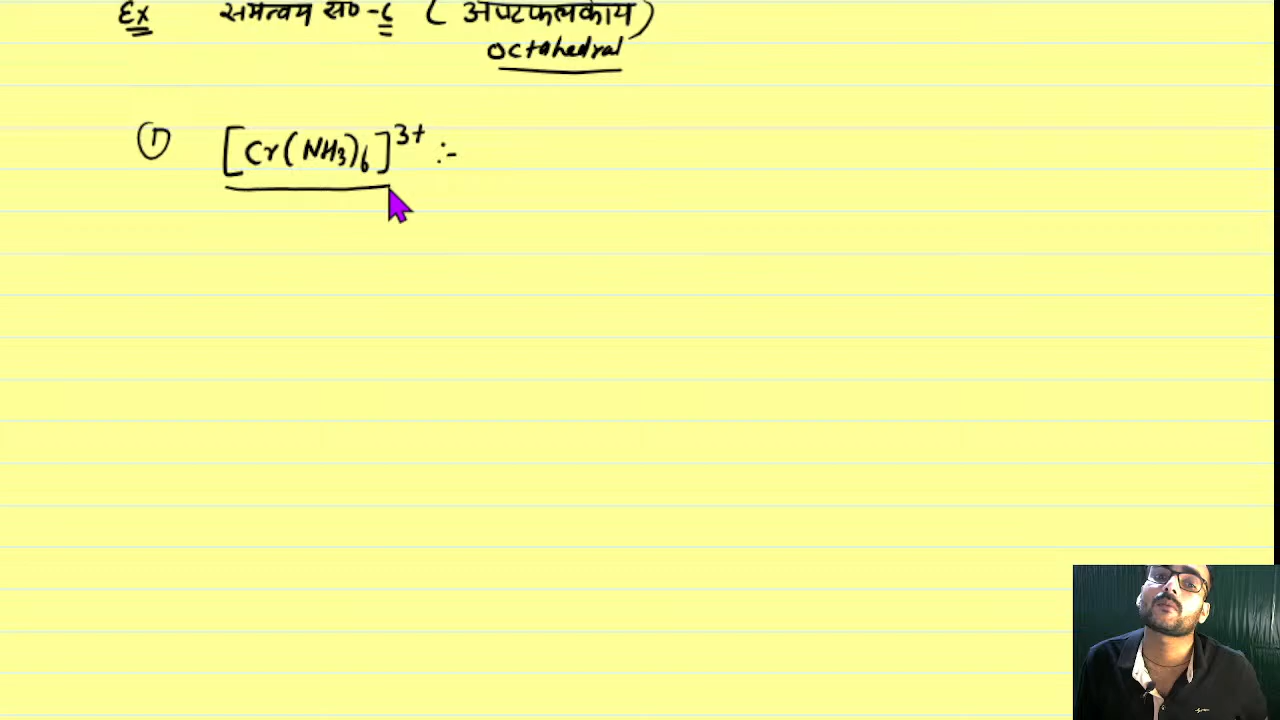 Ex समन्वय सं० - 6 ( अष्टफलकीय )
Octahedral
① [Cr(NH3)6]3+ :-